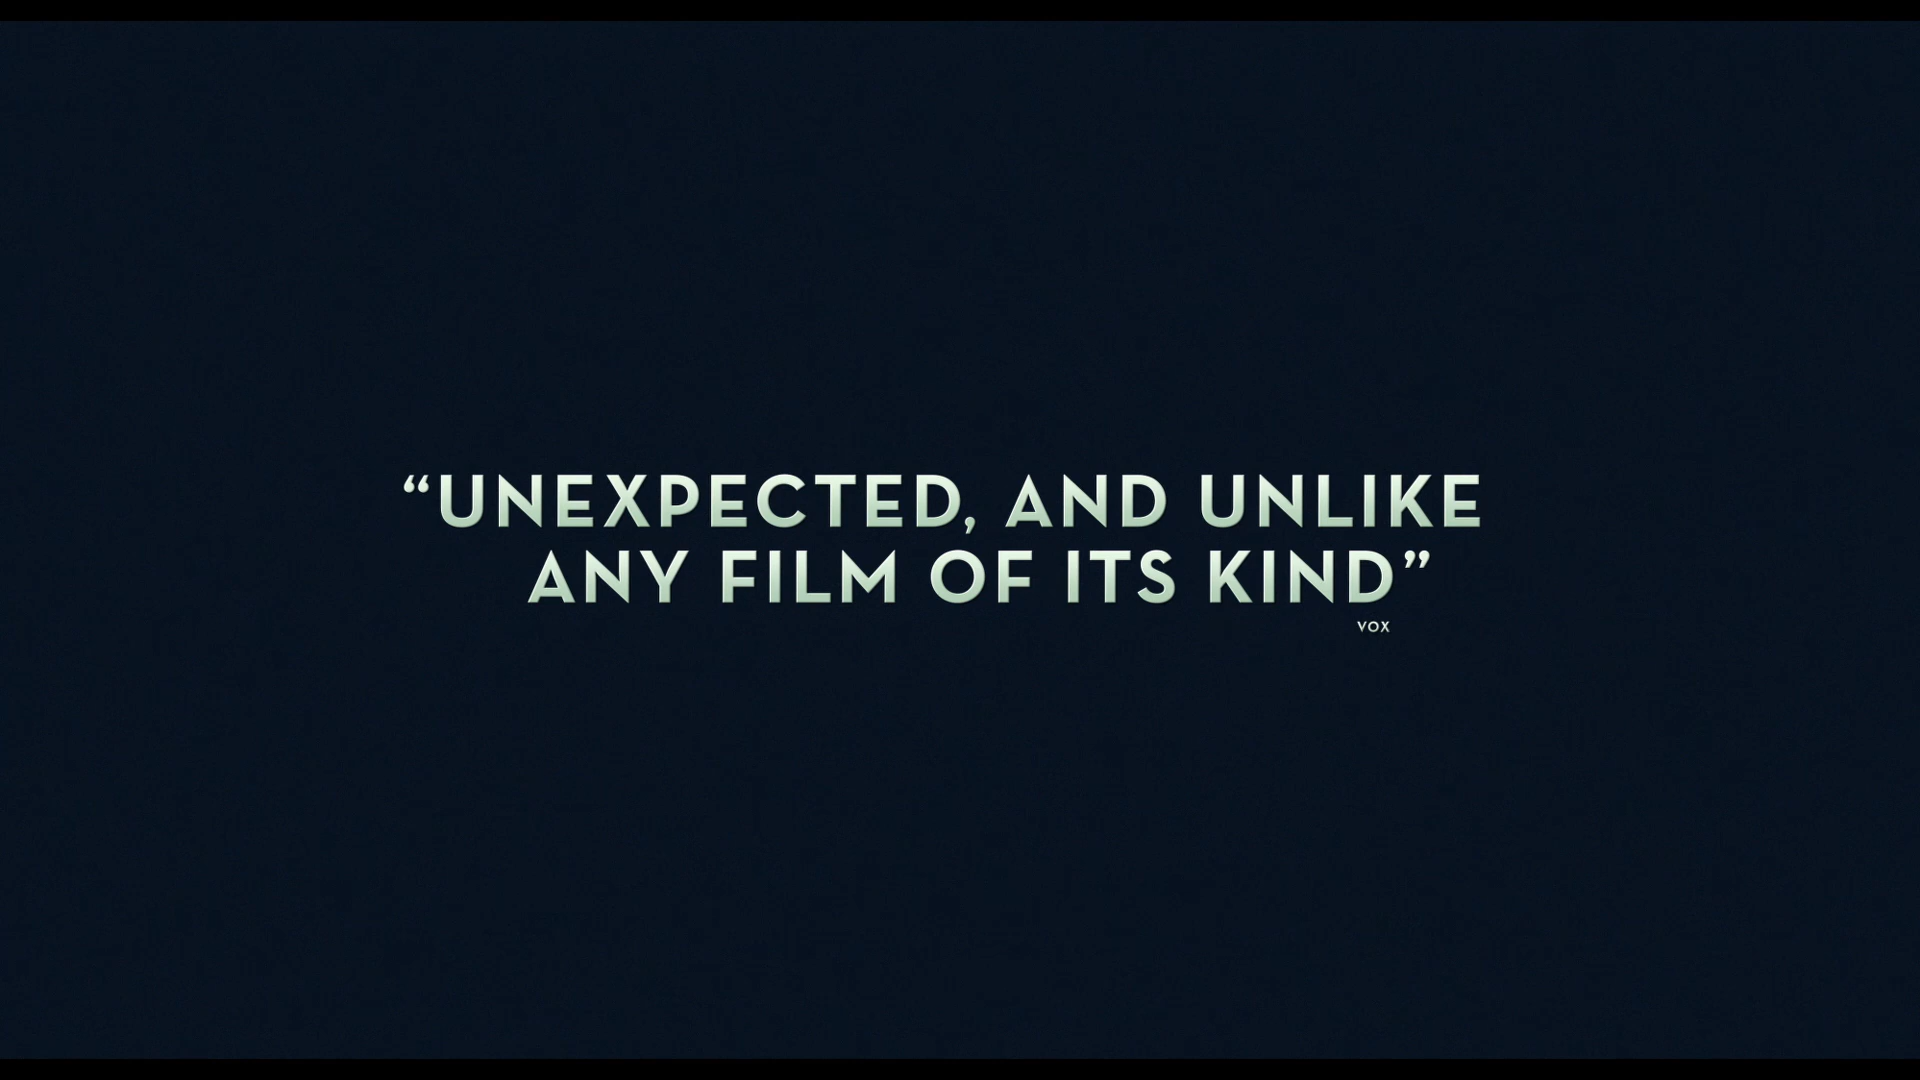 “UNEXPECTED, AND UNLIKE
ANY FILM OF ITS KIND”
VOX